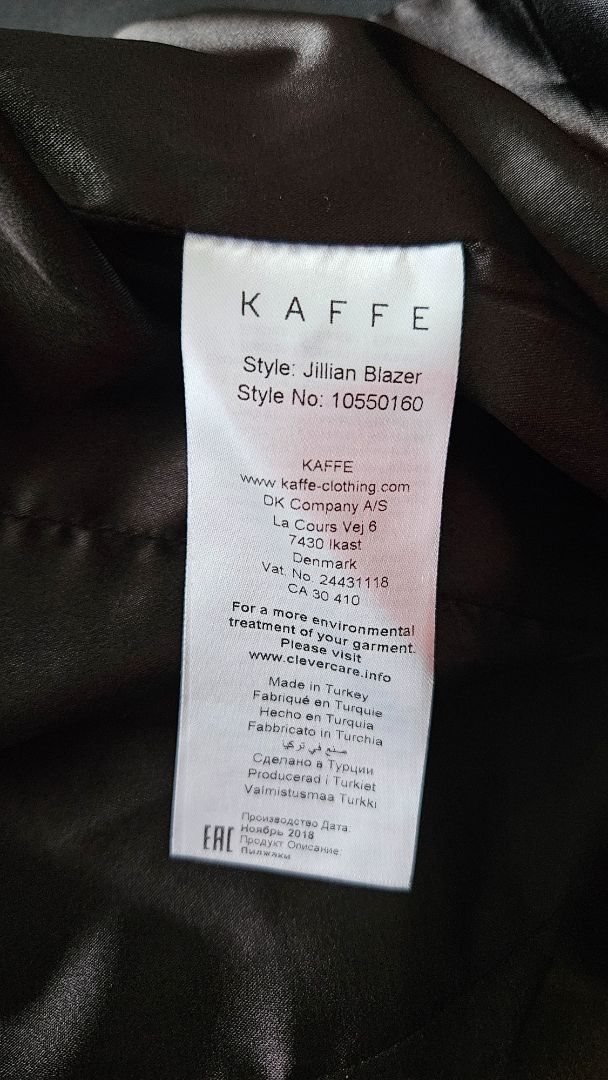 KAFFE
Style: Jillian Blazer
Style No: 10550160
KAFFE
www kaffe-clothing.com
DK Company A/S
La Cours Vej 6
7430 Ikast
Denmark
Vat. No. 24431118
CA 30 410
For a more environmental
treatment of your garment.
Please visit
www.clevercare.info
Made in Turkey
Fabriqué en Turquie
Hecho en Turquia
Fabbricato in Turchia
صنع في تركيا
Сделано в Турции
Producerad i Turkiet
Valmistusmaa Turkki
Производство Дата:
Ноябрь 2018
EAC Продукт Описание:
Пиджаки